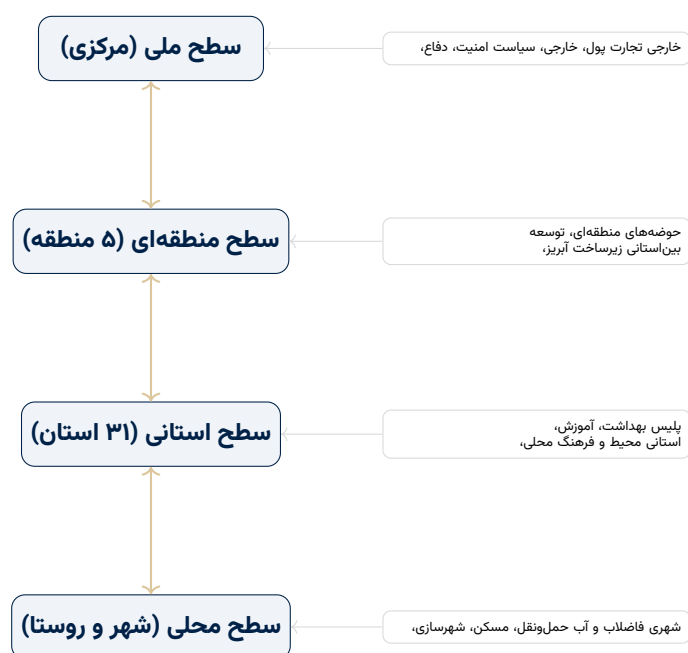 سطح ملی (مرکزی)
خارجی تجارت پول، خارجی، سیاست امنیت، دفاع،
سطح منطقه‌ای (۵ منطقه)
حوضه‌های منطقه‌ای، توسعه
بین‌استانی زیرساخت آبریز،
سطح استانی (۳۱ استان)
پلیس بهداشت، آموزش،
استانی محیط و فرهنگ محلی،
سطح محلی (شهر و روستا)
شهری فاضلاب و آب حمل‌ونقل، مسکن، شهرسازی،